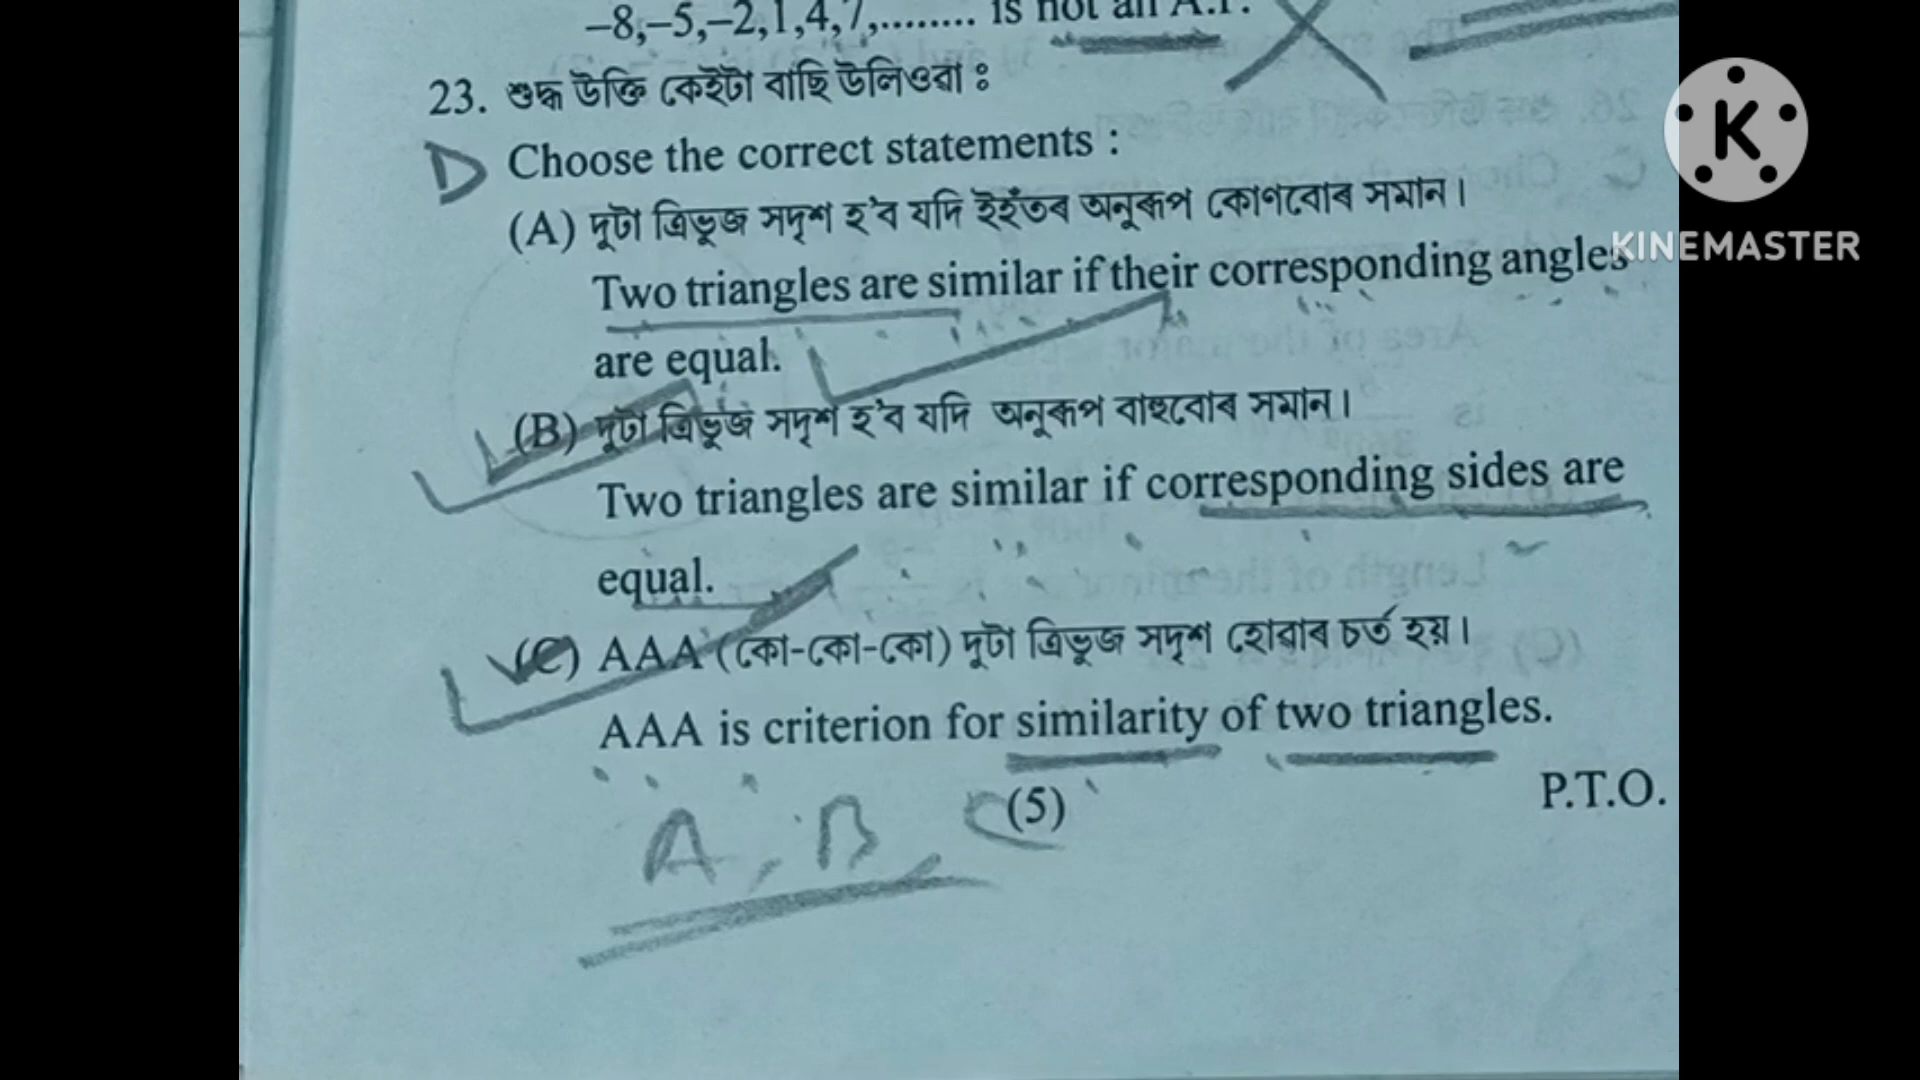 –8,–5,–2,1,4,7,........ is not an A.P.
23. শুদ্ধ উক্তি কেইটা বাছি উলিওৱা ঃ
D Choose the correct statements :
(A) দুটা ত্ৰিভূজ সদৃশ হ'ব যদি ইহঁতৰ অনুৰূপ কোণবোৰ সমান।
Two triangles are similar if their corresponding angles
are equal.
(B) দুটা ত্ৰিভূজ সদৃশ হ'ব যদি অনুৰূপ বাহুবোৰ সমান।
Two triangles are similar if corresponding sides are
equal.
(C) AAA (কো-কো-কো) দুটা ত্ৰিভূজ সদৃশ হোৱাৰ চৰ্ত হয়।
AAA is criterion for similarity of two triangles.
(5)
P.T.O.
A, B, C
K
KINEMASTER